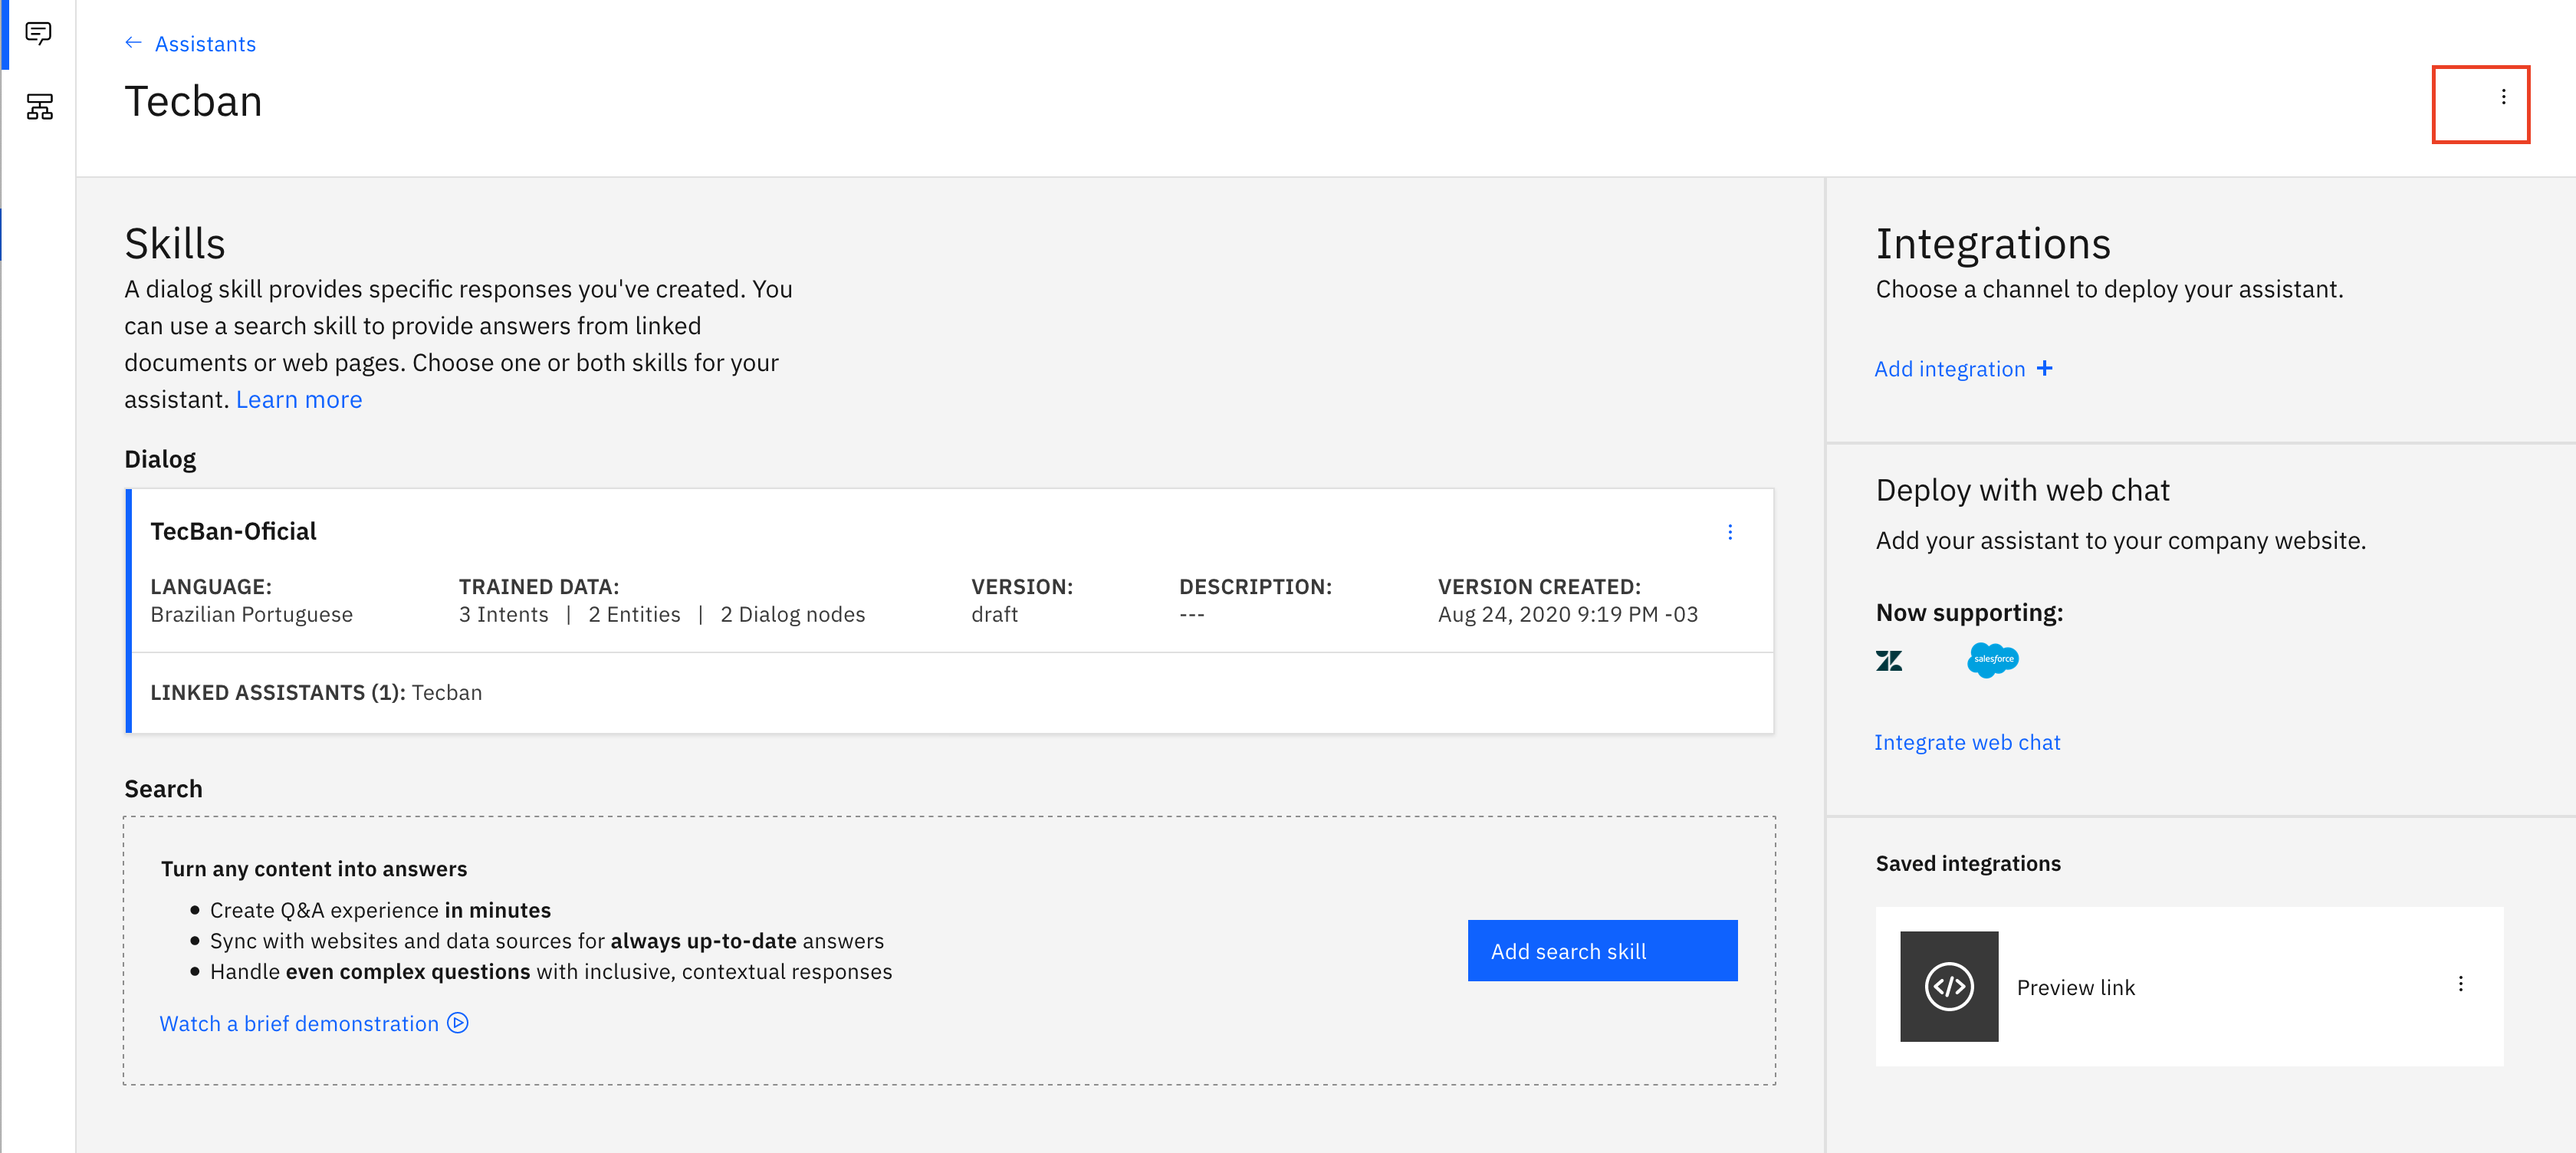 Assistants
Tecban
Skills
A dialog skill provides specific responses you've created. You
can use a search skill to provide answers from linked
documents or web pages. Choose one or both skills for your
assistant. Learn more
Dialog
TecBan-Oficial
LANGUAGE: TRAINED DATA: VERSION: DESCRIPTION: VERSION CREATED:
Brazilian Portuguese 3 Intents | 2 Entities | 2 Dialog nodes draft --- Aug 24, 2020 9:19 PM -03
LINKED ASSISTANTS (1): Tecban
Search
Turn any content into answers
• Create Q&A experience in minutes
• Sync with websites and data sources for always up-to-date answers
• Handle even complex questions with inclusive, contextual responses
Add search skill
Watch a brief demonstration
Integrations
Choose a channel to deploy your assistant.
Add integration +
Deploy with web chat
Add your assistant to your company website.
Now supporting:
salesforce
Integrate web chat
Saved integrations
</> Preview link